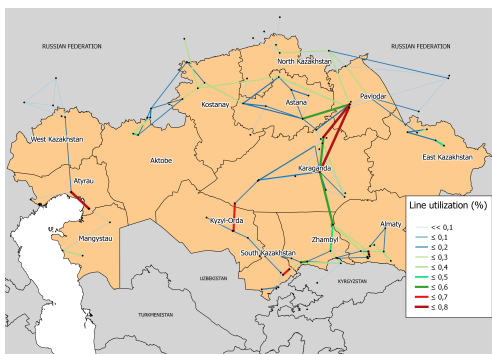 RUSSIAN FEDERATION
RUSSIAN FEDERATION
North Kazakhstan
Kostanay
Astana
Pavlodar
West Kazakhstan
Aktobe
East Kazakhstan
Atyrau
Karaganda
Mangystau
Kyzyl-Orda
Almaty
Zhambyl
South Kazakhstan
UZBEKISTAN
KYRGYZSTAN
TURKMENISTAN
Line utilization (%)
<< 0,1
≤ 0,1
≤ 0,2
≤ 0,3
≤ 0,4
≤ 0,5
≤ 0,6
≤ 0,7
≤ 0,8